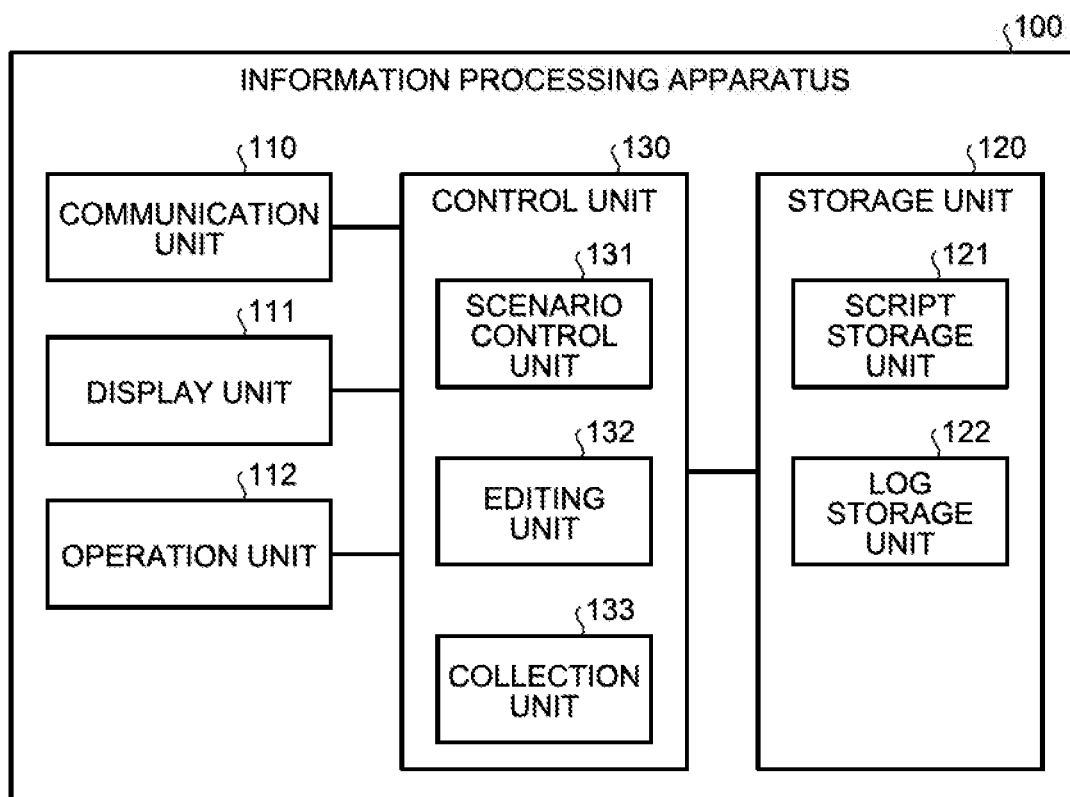 100
INFORMATION PROCESSING APPARATUS
110
COMMUNICATION
UNIT
111
DISPLAY UNIT
112
OPERATION UNIT
130
CONTROL UNIT
131
SCENARIO
CONTROL
UNIT
132
EDITING
UNIT
133
COLLECTION
UNIT
120
STORAGE UNIT
121
SCRIPT
STORAGE
UNIT
122
LOG
STORAGE
UNIT